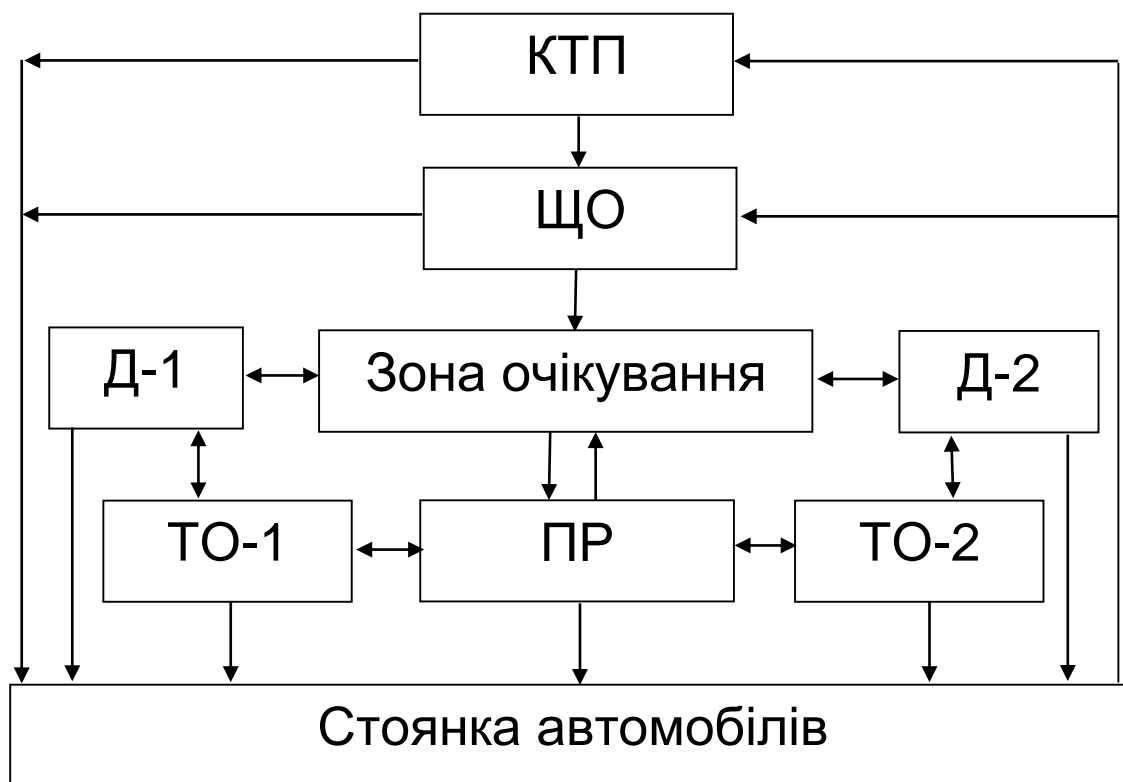 КТП
ЩО
Д-1
Зона очікування
Д-2
ТО-1
ПР
ТО-2
Стоянка автомобілів